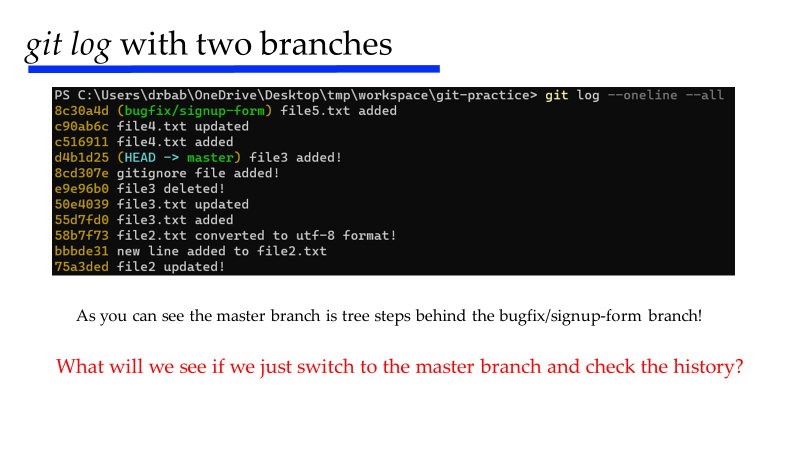 git log with two branches
PS C:\Users\drbab\OneDrive\Desktop\tmp\workspace\git-practice> git log --oneline --all
8c30a4d (bugfix/signup-form) file5.txt added
c90ab6c file4.txt updated
c516911 file4.txt added
d4b1d25 (HEAD -> master) file3 added!
8cd307e gitignore file added!
e9e96b0 file3 deleted!
50e4039 file3.txt updated
55d7fd0 file3.txt added
58b7f73 file2.txt converted to utf-8 format!
bbbde31 new line added to file2.txt
75a3ded file2 updated!
As you can see the master branch is tree steps behind the bugfix/signup-form branch!
What will we see if we just switch to the master branch and check the history?